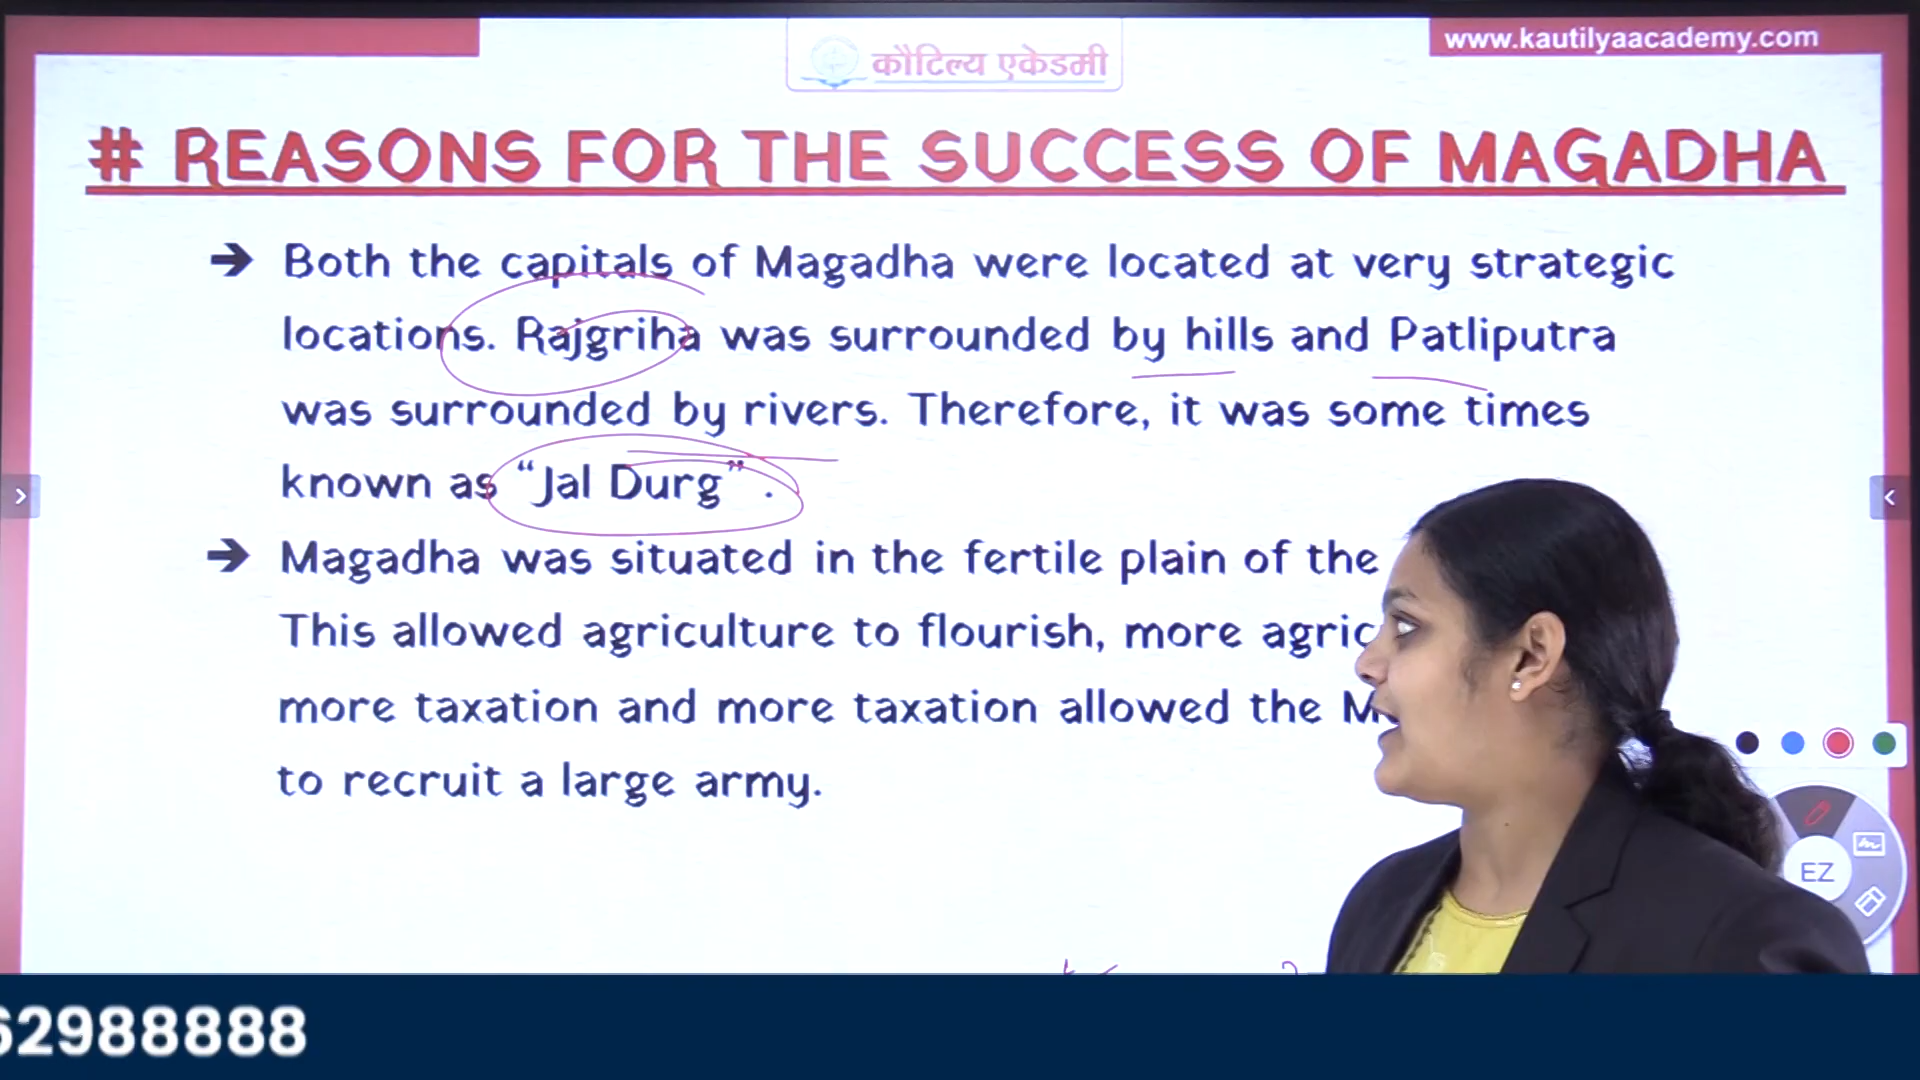 www.kautilyaacademy.com
कौटिल्य एकेडमी
# REASONS FOR THE SUCCESS OF MAGADHA
➔ Both the capitals of Magadha were located at very strategic
locations. Rajgriha was surrounded by hills and Patliputra
was surrounded by rivers. Therefore, it was some times
known as “Jal Durg” .
➔ Magadha was situated in the fertile plain of the
This allowed agriculture to flourish, more
more taxation and more taxation allowed the
to recruit a large army.
EZ
62988888